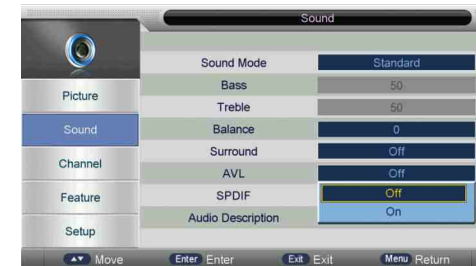 Sound
Picture
Sound
Channel
Feature
Setup
Sound Mode Standard
Bass 50
Treble 50
Balance 0
Surround Off
AVL Off
SPDIF Off
Audio Description On
Move Enter Enter Exit Exit Menu Return